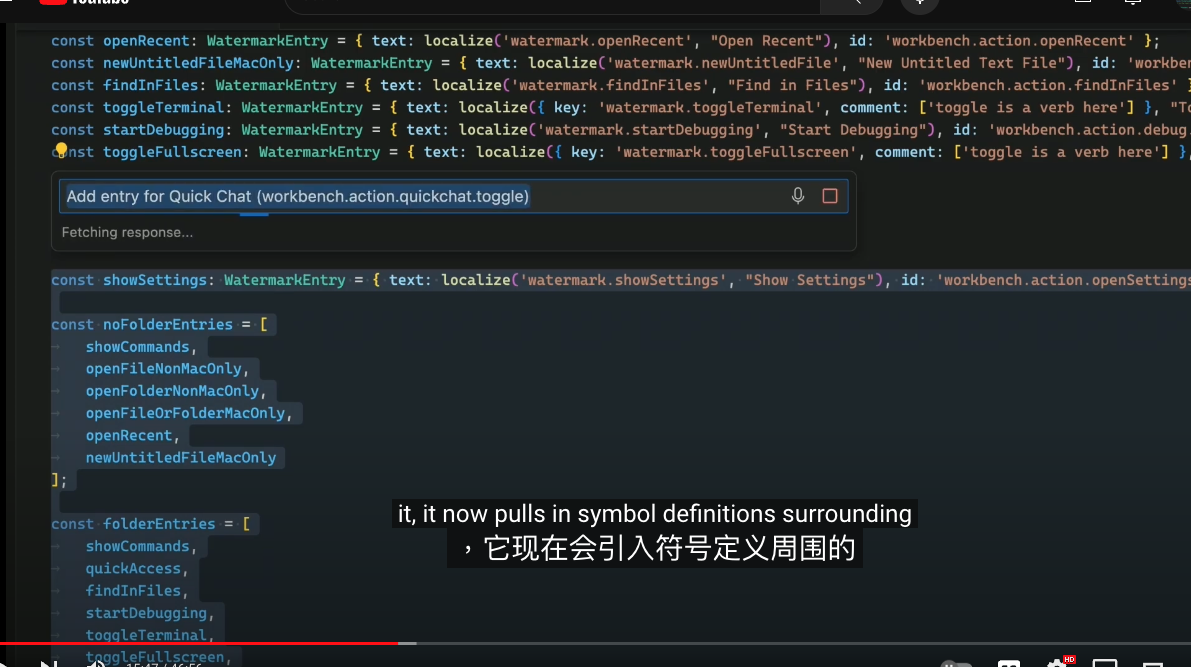 YouTube
const openRecent: WatermarkEntry = { text: localize('watermark.openRecent', "Open Recent"), id: 'workbench.action.openRecent' };
const newUntitledFileMacOnly: WatermarkEntry = { text: localize('watermark.newUntitledFile', "New Untitled Text File"), id: 'workben
const findInFiles: WatermarkEntry = { text: localize('watermark.findInFiles', "Find in Files"), id: 'workbench.action.findInFiles' }
const toggleTerminal: WatermarkEntry = { text: localize({ key: 'watermark.toggleTerminal', comment: ['toggle is a verb here'] }, "To
const startDebugging: WatermarkEntry = { text: localize('watermark.startDebugging', "Start Debugging"), id: 'workbench.action.debug.
const toggleFullscreen: WatermarkEntry = { text: localize({ key: 'watermark.toggleFullscreen', comment: ['toggle is a verb here'] },
Add entry for Quick Chat (workbench.action.quickchat.toggle)
Fetching response...
const showSettings: WatermarkEntry = { text: localize('watermark.showSettings', "Show Settings"), id: 'workbench.action.openSettings
const noFolderEntries = [
showCommands,
openFileNonMacOnly,
openFolderNonMacOnly,
openFileOrFolderMacOnly,
openRecent,
newUntitledFileMacOnly
];
it, it now pulls in symbol definitions surrounding
，它现在会引入符号定义周围的
const folderEntries = [
showCommands,
quickAccess,
findInFiles,
startDebugging,
toggleTerminal,
toggleFullscreen,
15:47 / 46:56
HD